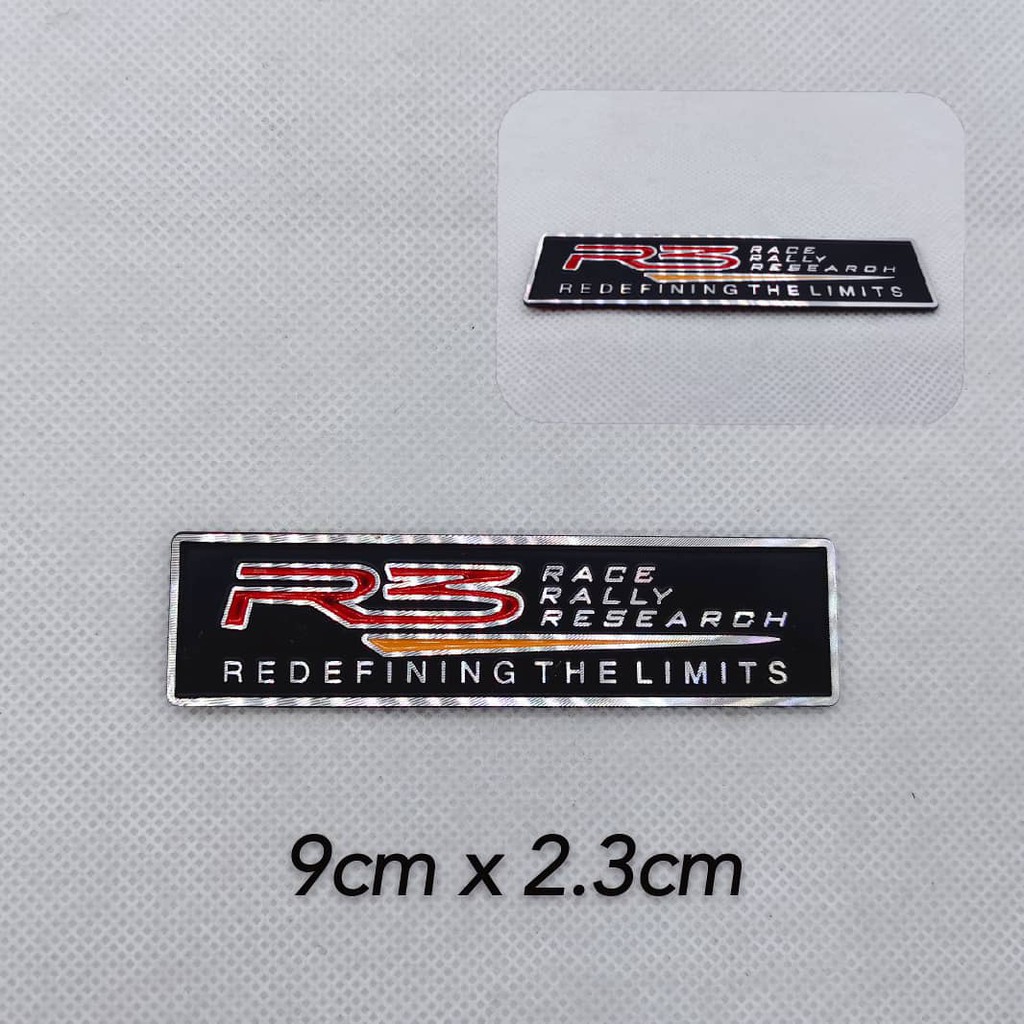 R3 RACE
RALLY
RESEARCH
REDEFINING THE LIMITS
R3 RACE
RALLY
RESEARCH
REDEFINING THE LIMITS
9cm x 2.3cm